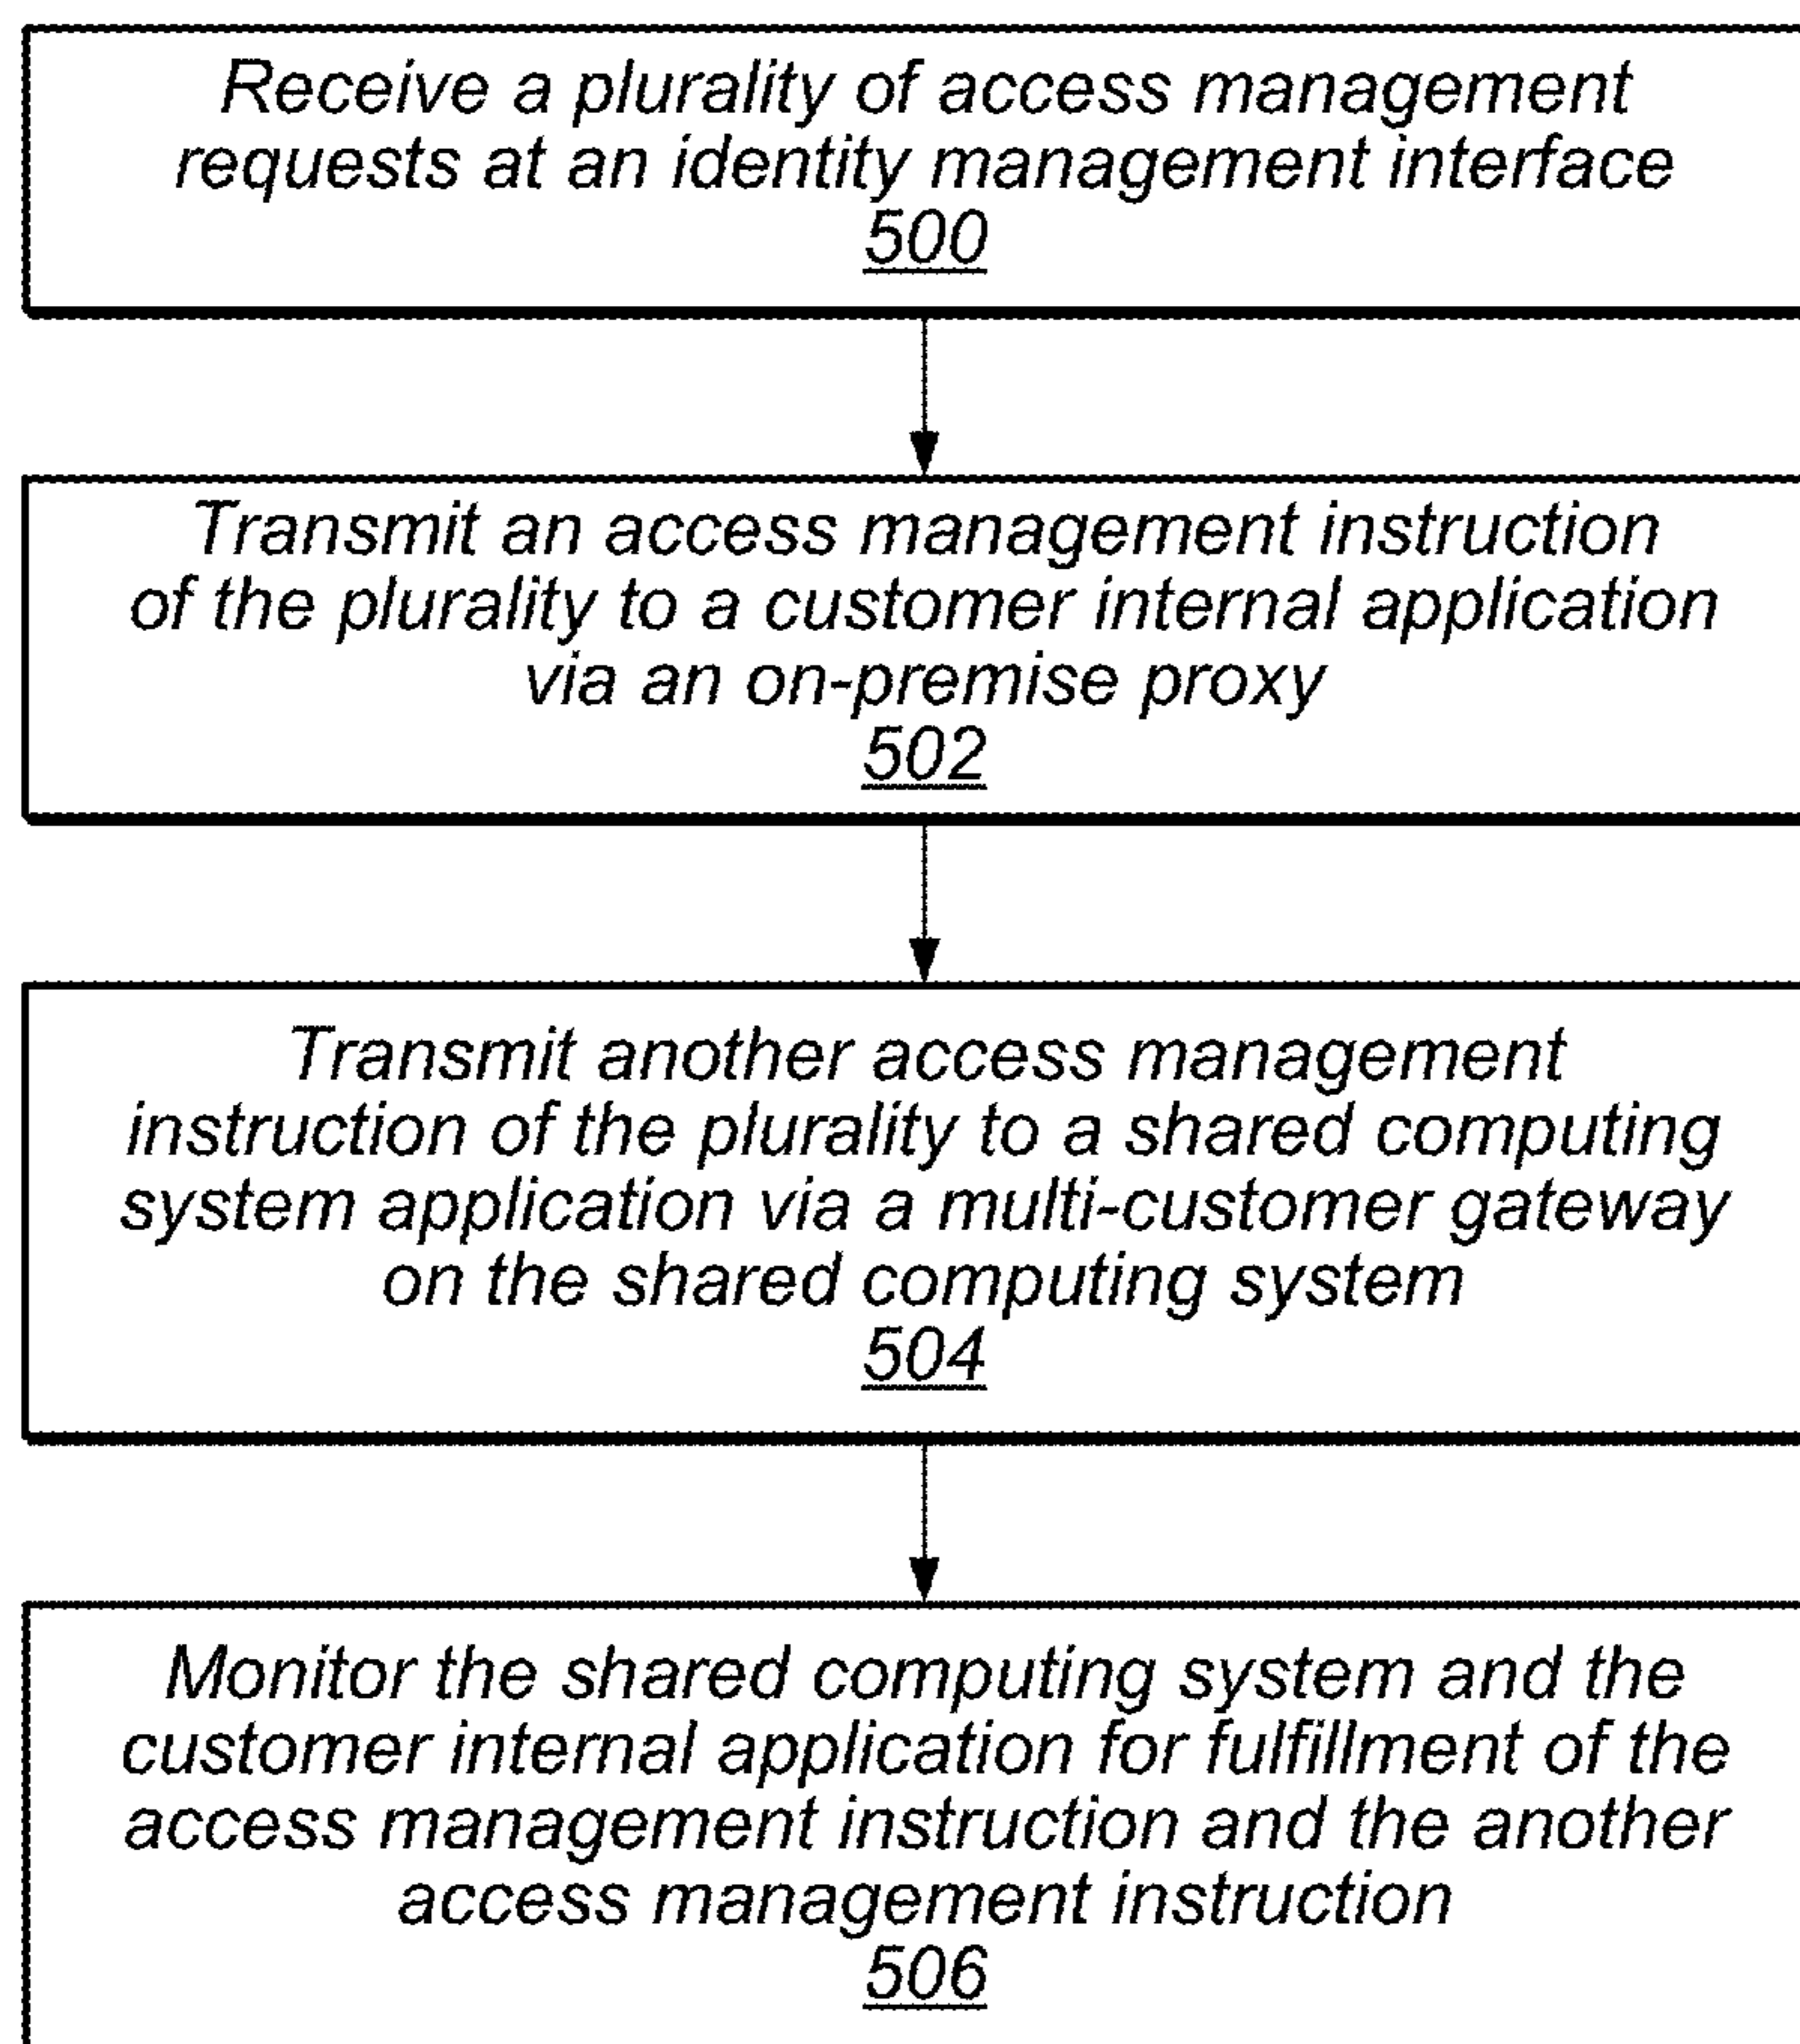 Receive a plurality of access management
requests at an identity management interface
500
Transmit an access management instruction
of the plurality to a customer internal application
via an on-premise proxy
502
Transmit another access management
instruction of the plurality to a shared computing
system application via a multi-customer gateway
on the shared computing system
504
Monitor the shared computing system and the
customer internal application for fulfillment of the
access management instruction and the another
access management instruction
506